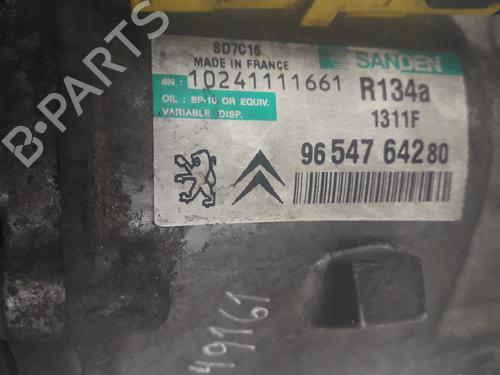 SD7C16
MADE IN FRANCE
SANDEN
SN : 10241111661
R134a
OIL : SP-10 OR EQUIV.
VARIABLE DISP.
1311F
96 547 642 80
49161
B-PARTS